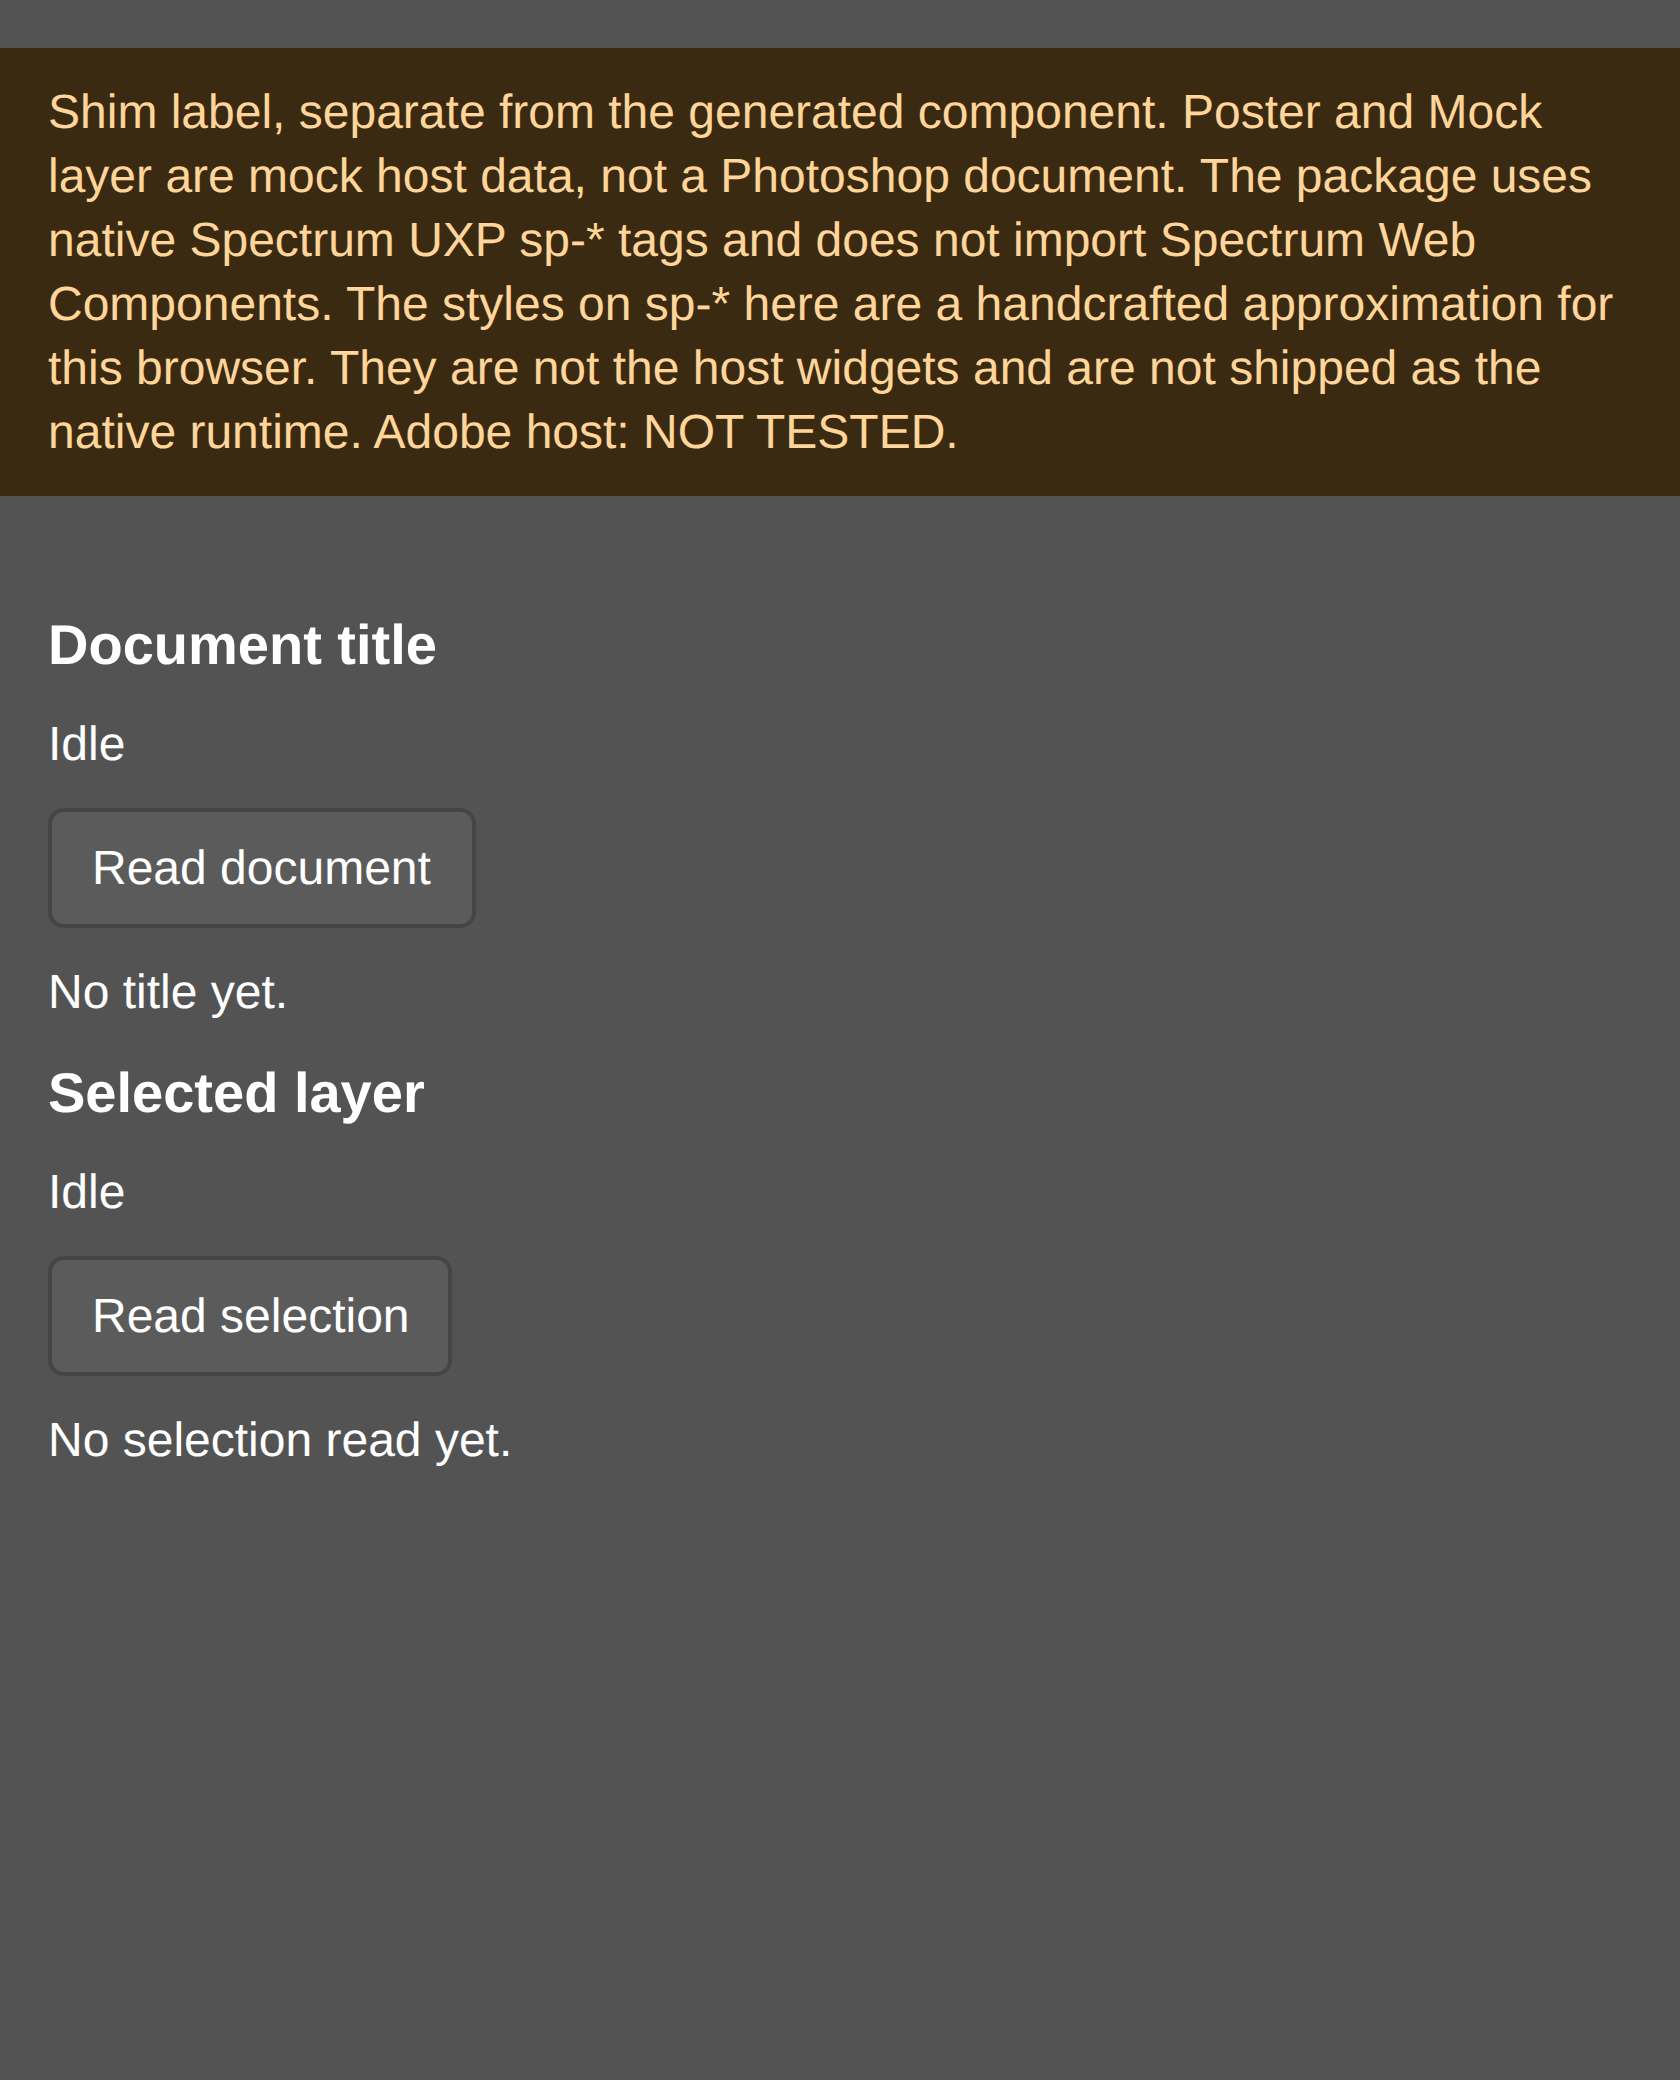 Shim label, separate from the generated component. Poster and Mock
layer are mock host data, not a Photoshop document. The package uses
native Spectrum UXP sp-* tags and does not import Spectrum Web
Components. The styles on sp-* here are a handcrafted approximation for
this browser. They are not the host widgets and are not shipped as the
native runtime. Adobe host: NOT TESTED.
Document title
Idle
Read document
No title yet.
Selected layer
Idle
Read selection
No selection read yet.